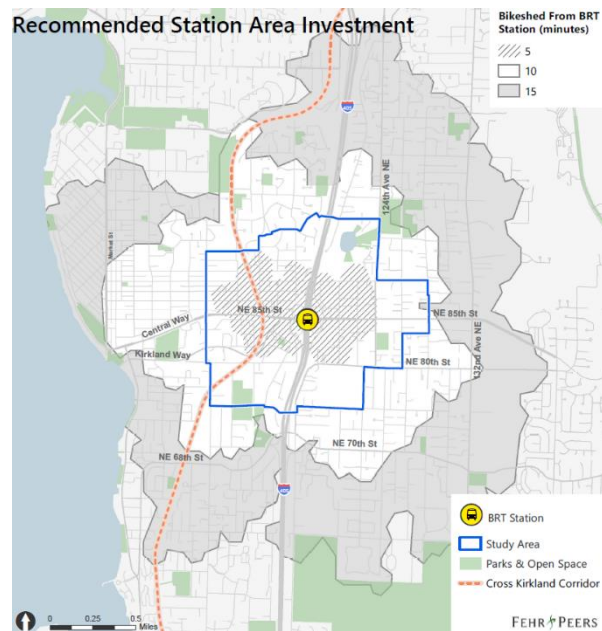 Recommended Station Area Investment
Bikeshed From BRT
Station (minutes)
5
10
15
124th Ave NE
Market St
NE 85th St
Central Way
Kirkland Way
NE 85th St
NE 80th St
132nd Ave NE
NE 70th St
NE 68th St
BRT Station
Study Area
Parks & Open Space
Cross Kirkland Corridor
0 0.25 0.5
Miles
FEHR PEERS